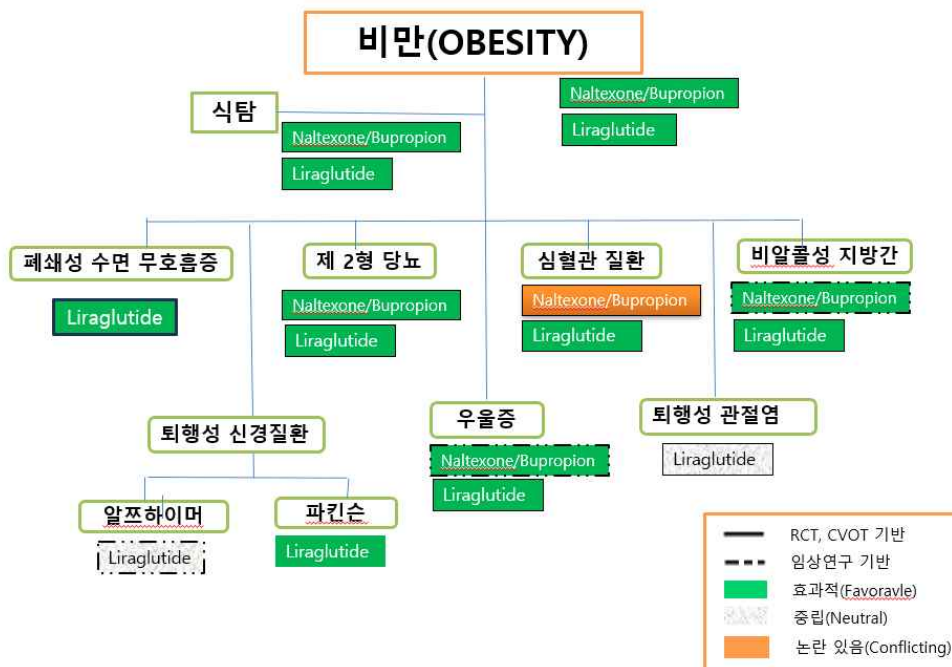 비만(OBESITY)
식탐
Naltexone/Bupropion
Liraglutide
Naltexone/Bupropion
Liraglutide
폐쇄성 수면 무호흡증
Liraglutide
제 2형 당뇨
Naltexone/Bupropion
Liraglutide
심혈관 질환
Naltexone/Bupropion
Liraglutide
비알콜성 지방간
Naltexone/Bupropion
Liraglutide
퇴행성 신경질환
우울증
Naltexone/Bupropion
Liraglutide
퇴행성 관절염
Liraglutide
알쯔하이머
Liraglutide
파킨슨
Liraglutide
RCT, CVOT 기반
임상연구 기반
효과적(Favoravle)
중립(Neutral)
논란 있음(Conflicting)